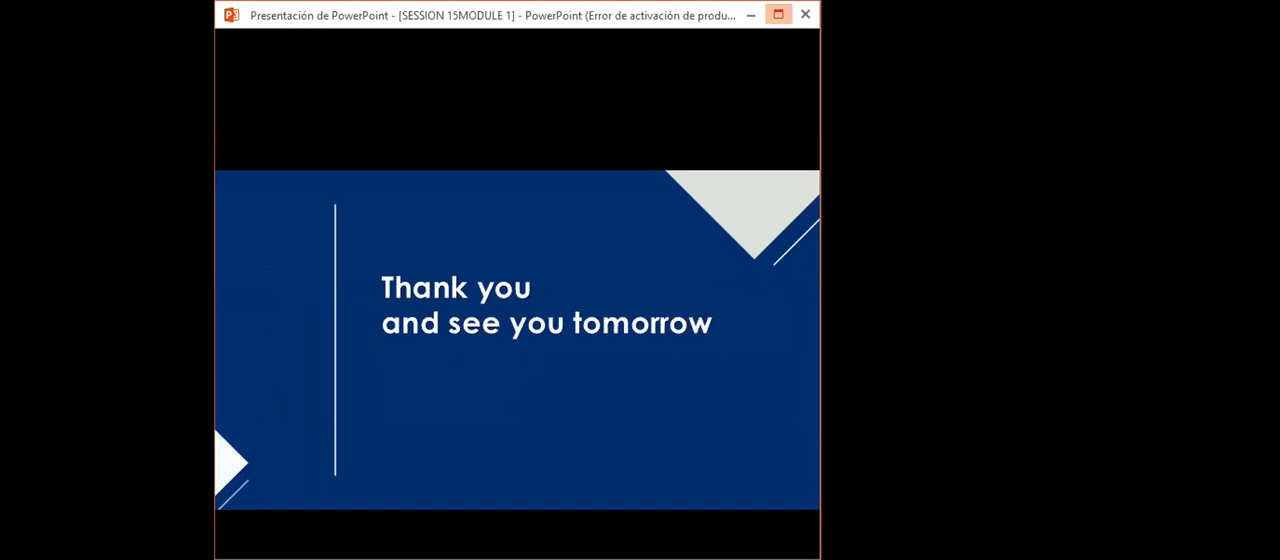 Presentación de PowerPoint - [SESSION 15MODULE 1] - PowerPoint (Error de activación de produ...
Thank you
and see you tomorrow